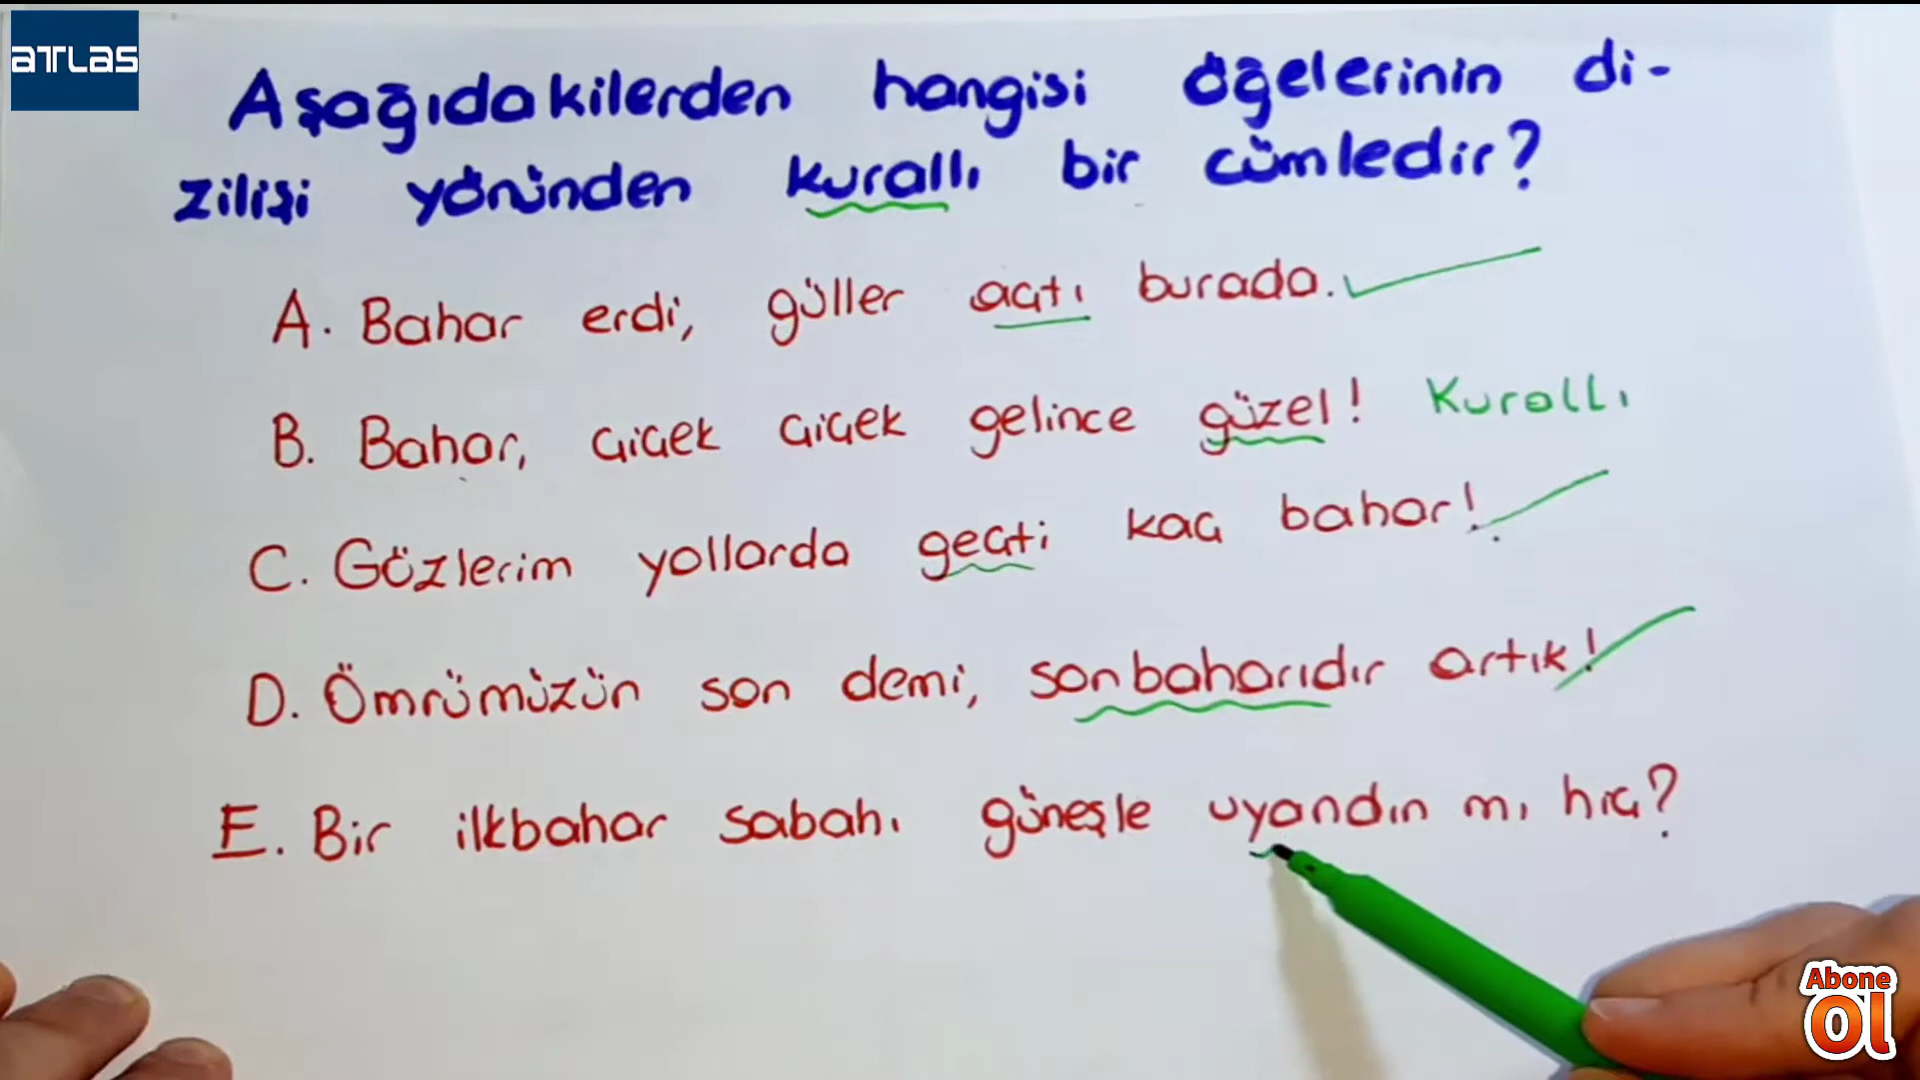 ATLAS
Aşağıdakilerden hangisi öğelerinin di-
zilişi yönünden kurallı bir cümledir?
A. Bahar erdi, güller açtı burada.
B. Bahar, çiçek çiçek gelince güzel! Kurallı
C. Gözlerim yollarda geçti kaç bahar!
D. Ömrümüzün son demi, sonbaharıdır artık!
E. Bir ilkbahar sabahı güneşle uyandın mı hiç?
Abone
Ol